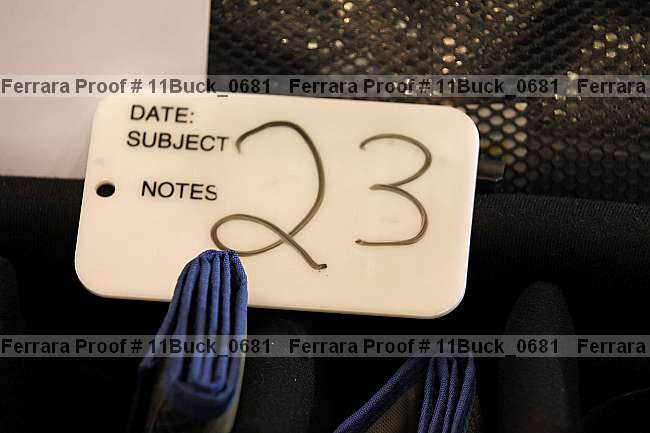 Ferrara Proof # 11Buck_0681 Ferrara Proof # 11Buck_0681 Ferrara
DATE:
SUBJECT 23
NOTES
Ferrara Proof # 11Buck_0681 Ferrara Proof # 11Buck_0681 Ferrara